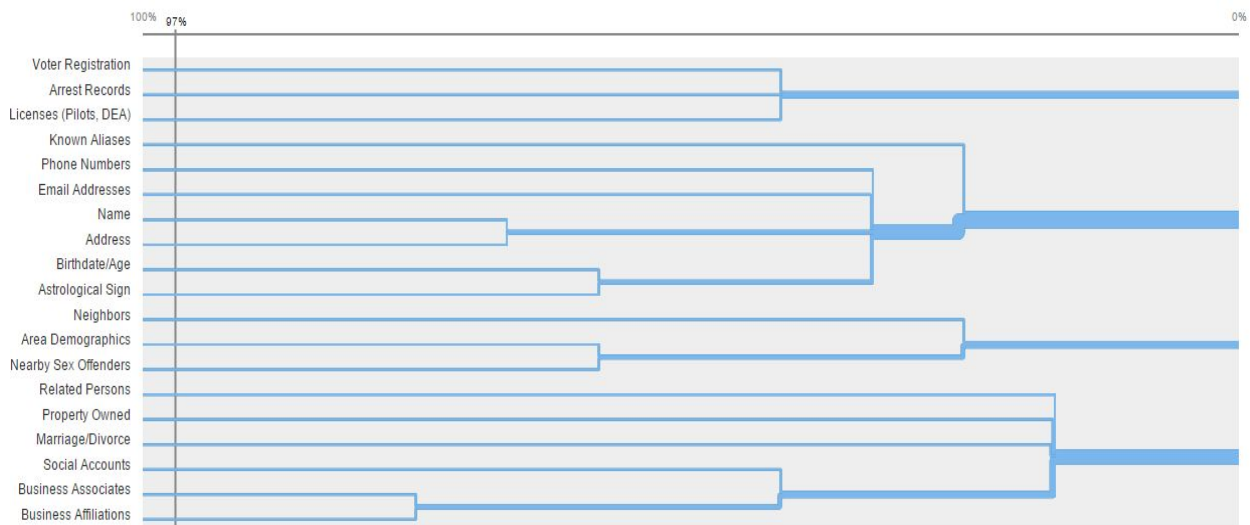 100%
97%
0%
Voter Registration
Arrest Records
Licenses (Pilots, DEA)
Known Aliases
Phone Numbers
Email Addresses
Name
Address
Birthdate/Age
Astrological Sign
Neighbors
Area Demographics
Nearby Sex Offenders
Related Persons
Property Owned
Marriage/Divorce
Social Accounts
Business Associates
Business Affiliations